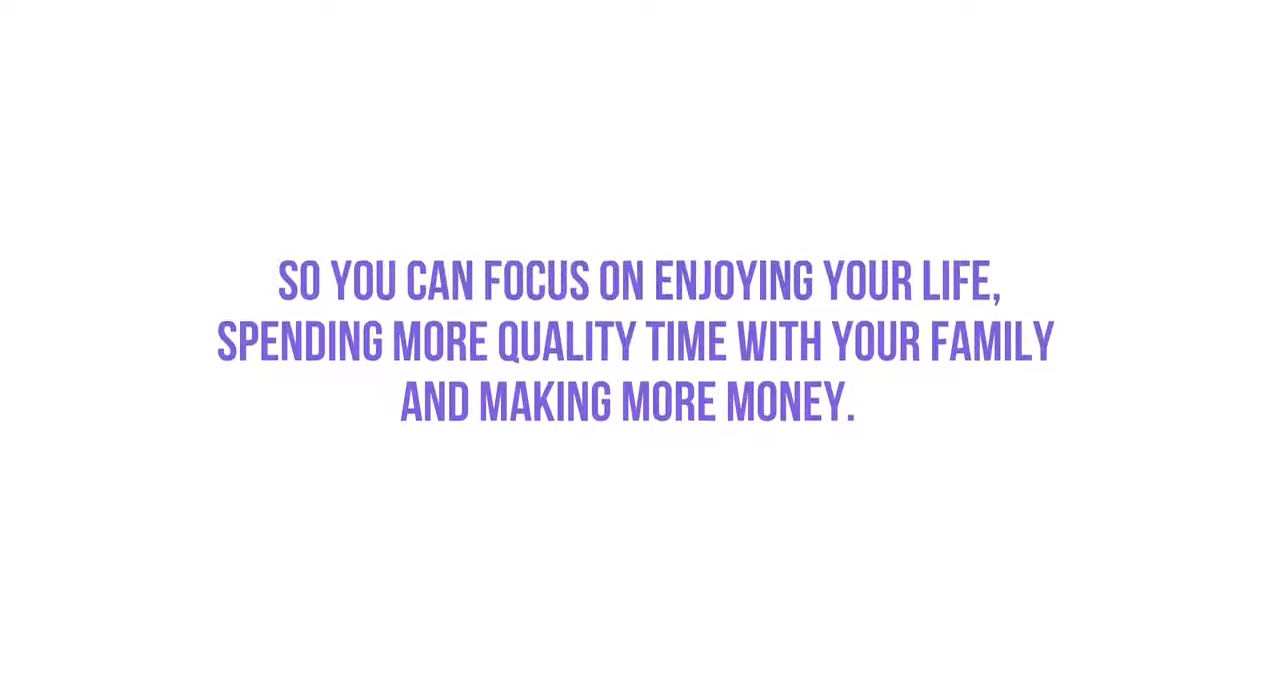 SO YOU CAN FOCUS ON ENJOYING YOUR LIFE,
SPENDING MORE QUALITY TIME WITH YOUR FAMILY
AND MAKING MORE MONEY.